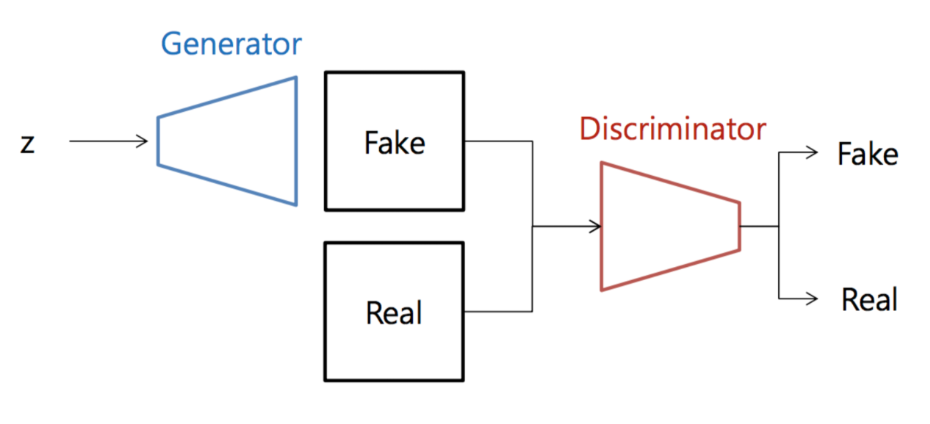 Generator
z
Fake
Real
Discriminator
Fake
Real